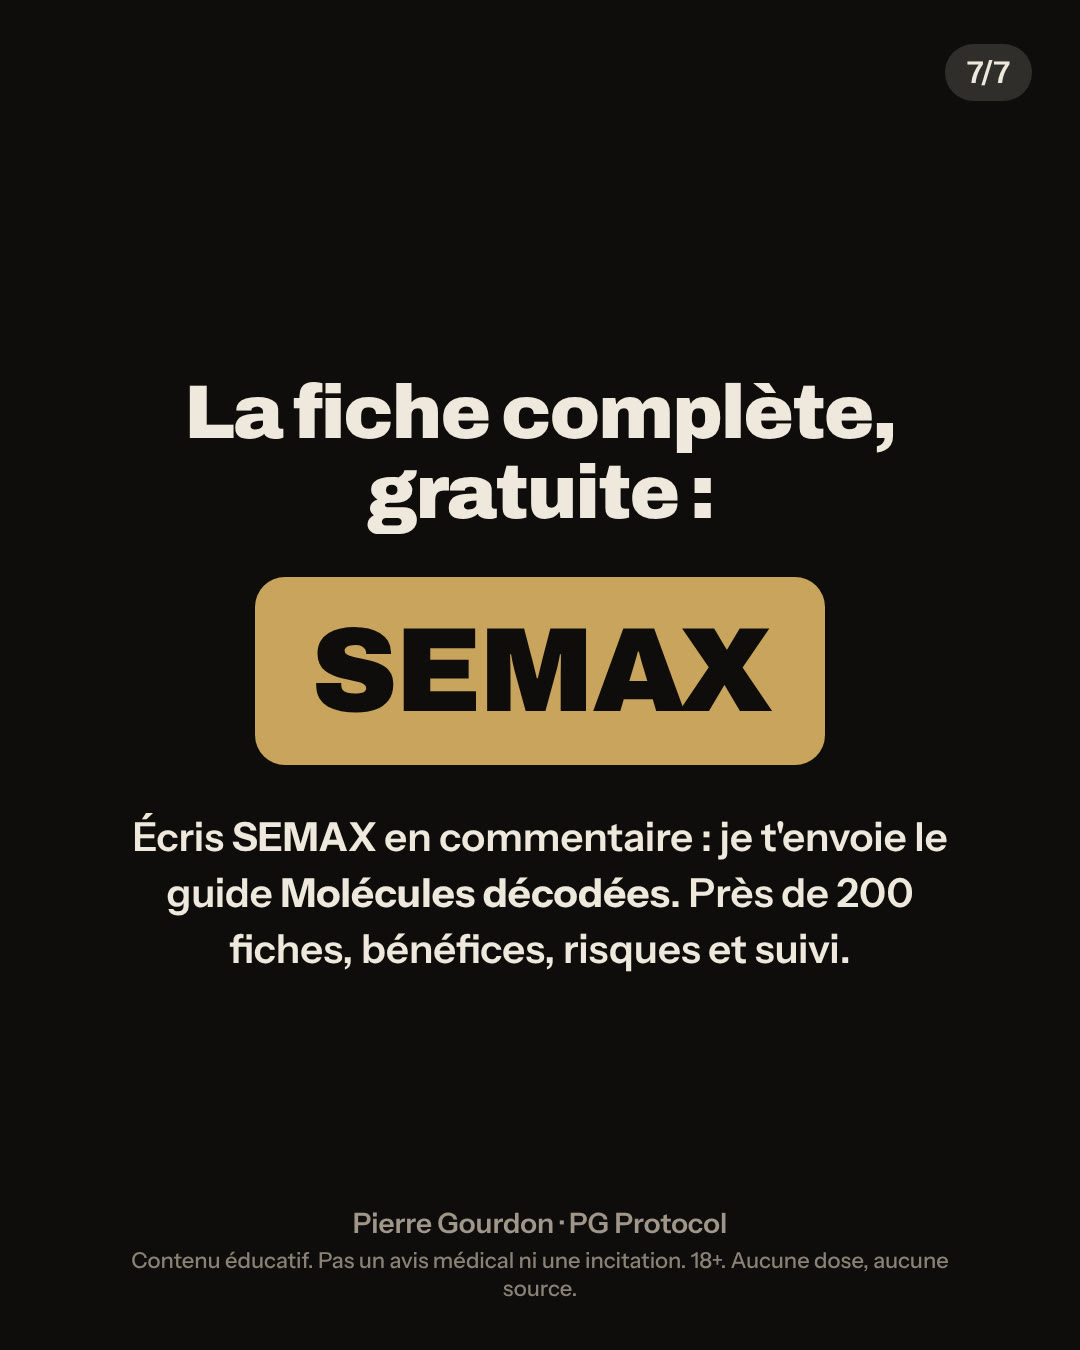 7/7
La fiche complète,
gratuite :
SEMAX
Écris SEMAX en commentaire : je t'envoie le
guide Molécules décodées. Près de 200
fiches, bénéfices, risques et suivi.
Pierre Gourdon · PG Protocol
Contenu éducatif. Pas un avis médical ni une incitation. 18+. Aucune dose, aucune
source.